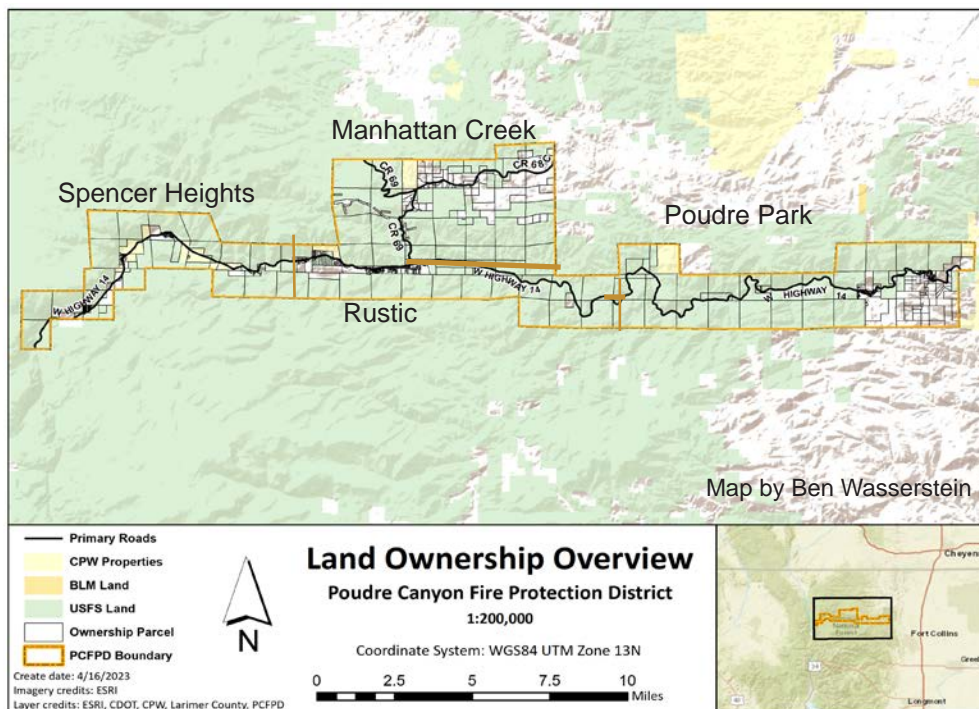 Manhattan Creek
CR 69
CR 68C
Spencer Heights
Poudre Park
CR 69
W HIGHWAY 14
W HIGHWAY 14
W HIGHWAY 14
Rustic
Map by Ben Wasserstein
Primary Roads
CPW Properties
BLM Land
USFS Land
Ownership Parcel
PCFPD Boundary
Create date: 4/16/2023
Imagery credits: ESRI
Layer credits: ESRI, CDOT, CPW, Larimer County, PCFPD
N
Land Ownership Overview
Poudre Canyon Fire Protection District
1:200,000
Coordinate System: WGS84 UTM Zone 13N
0 2.5 5 10
Miles
Cheyen
Fort Collins
Greel
Longmont